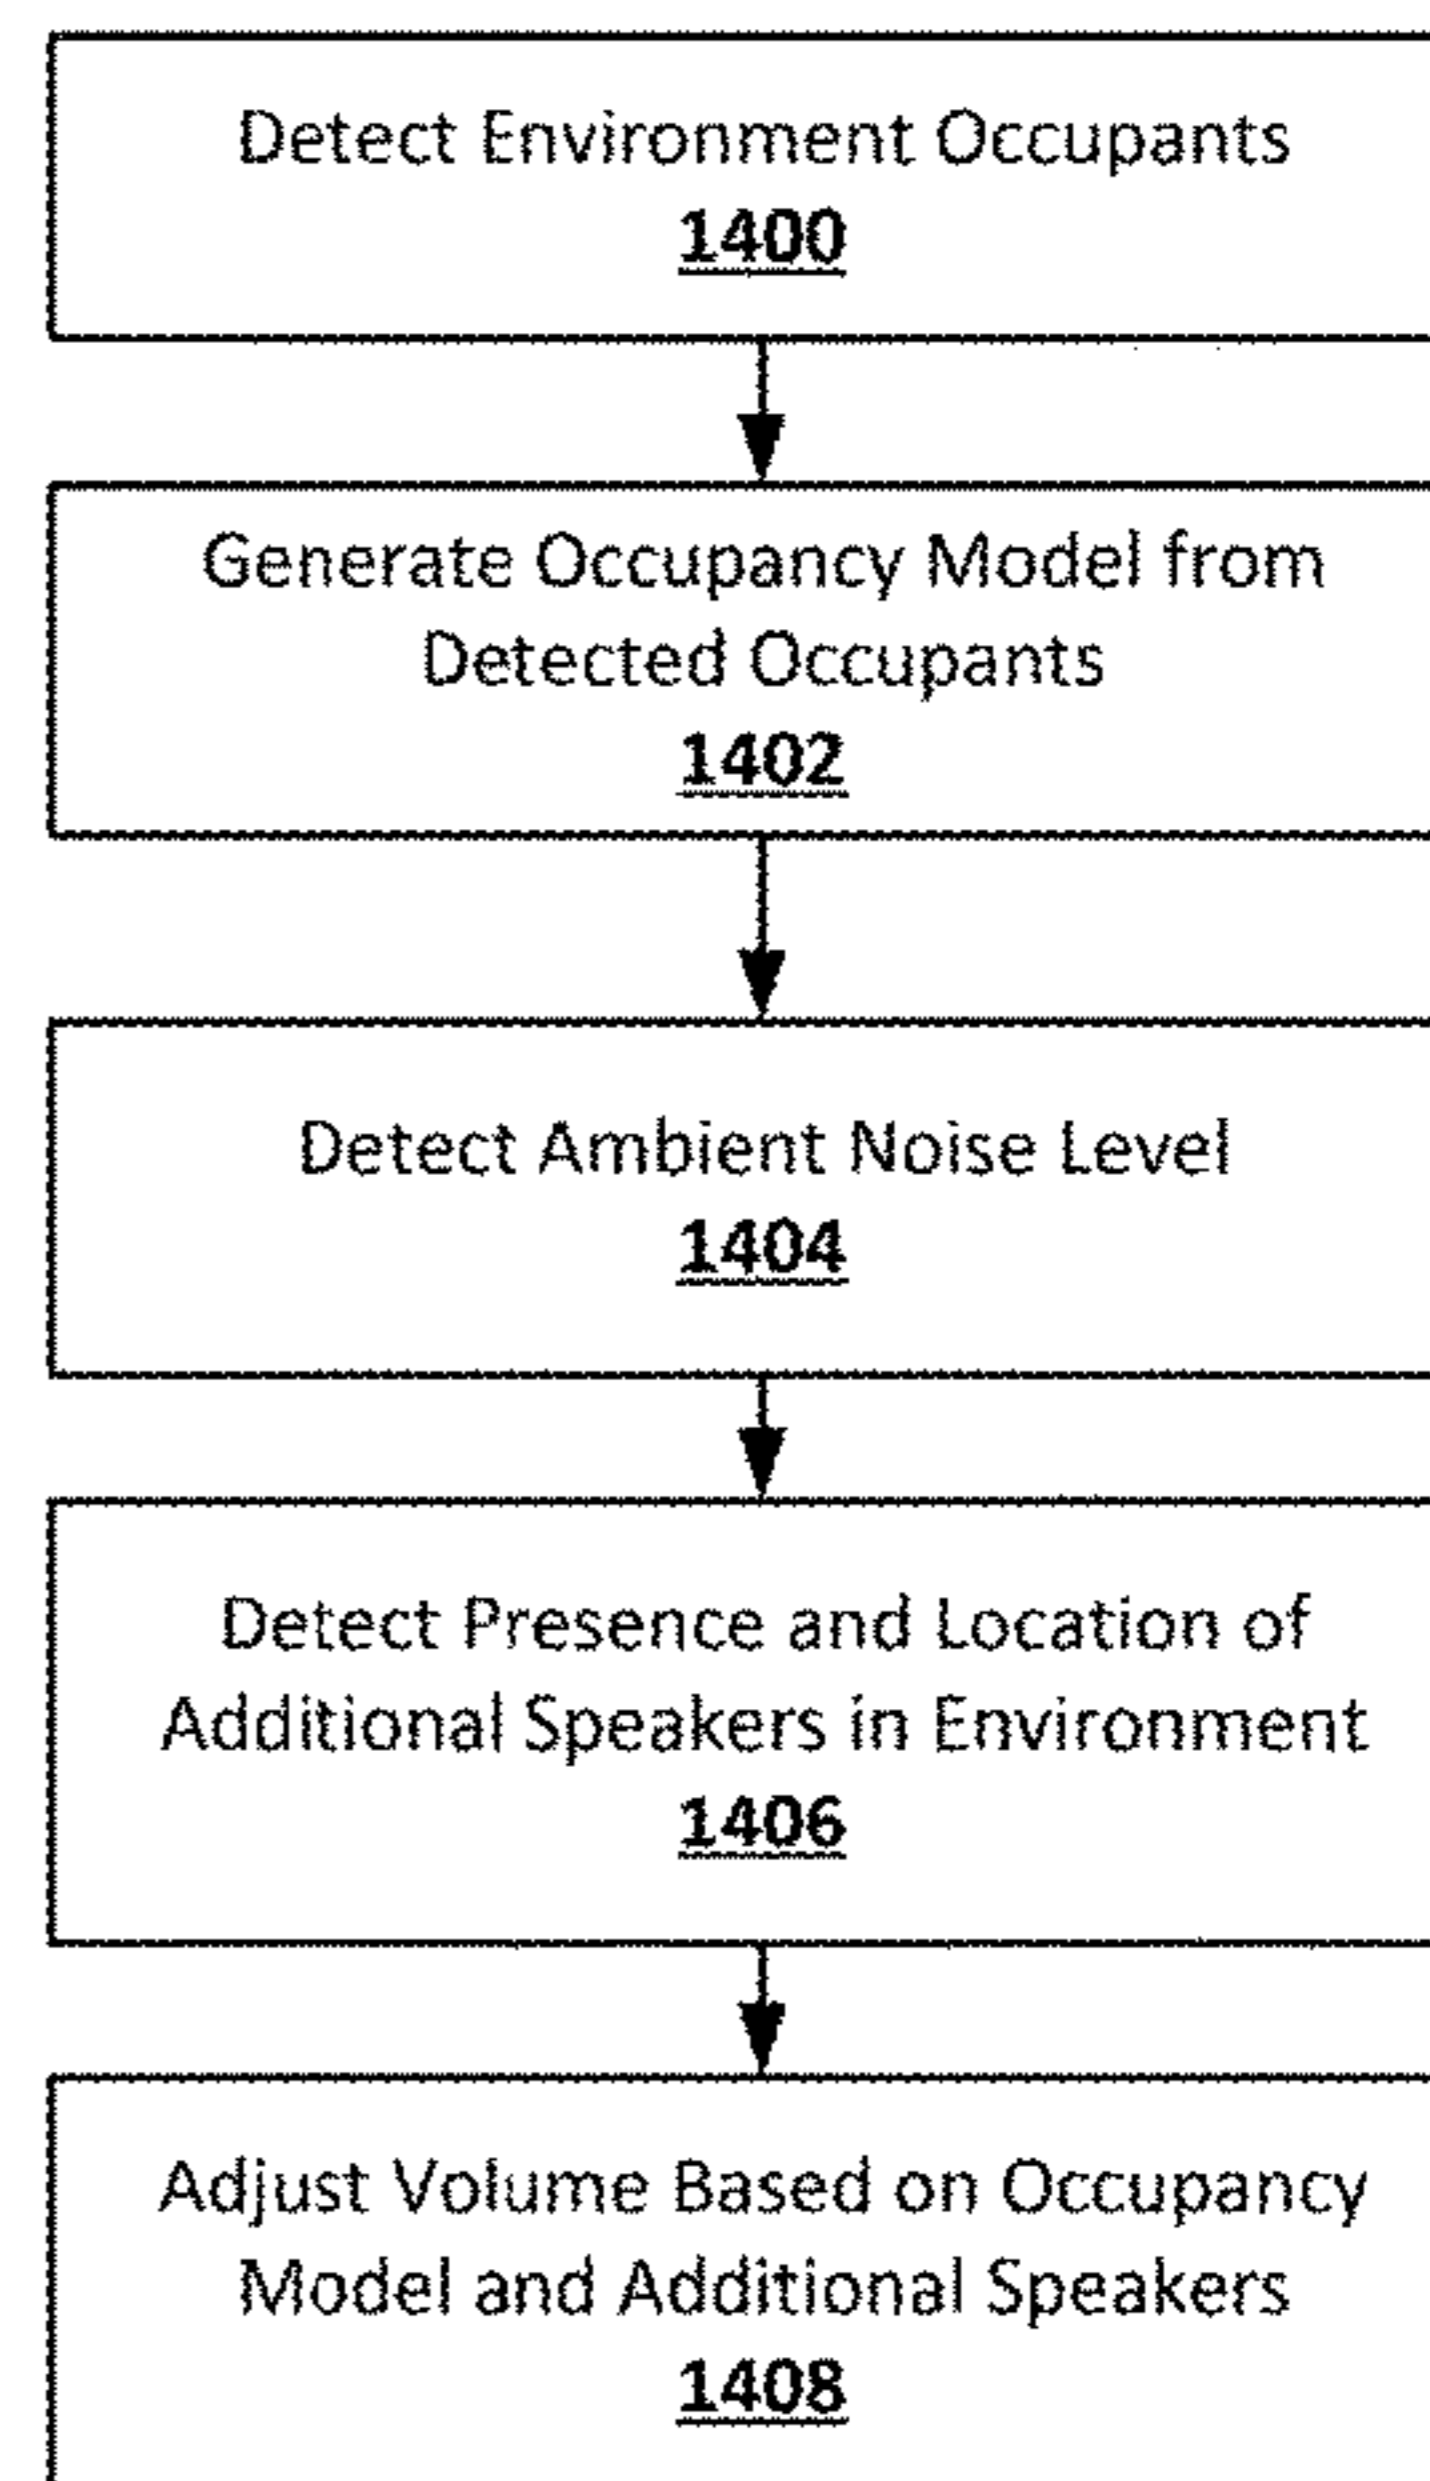 Detect Environment Occupants
1400
Generate Occupancy Model from
Detected Occupants
1402
Detect Ambient Noise Level
1404
Detect Presence and Location of
Additional Speakers in Environment
1406
Adjust Volume Based on Occupancy
Model and Additional Speakers
1408